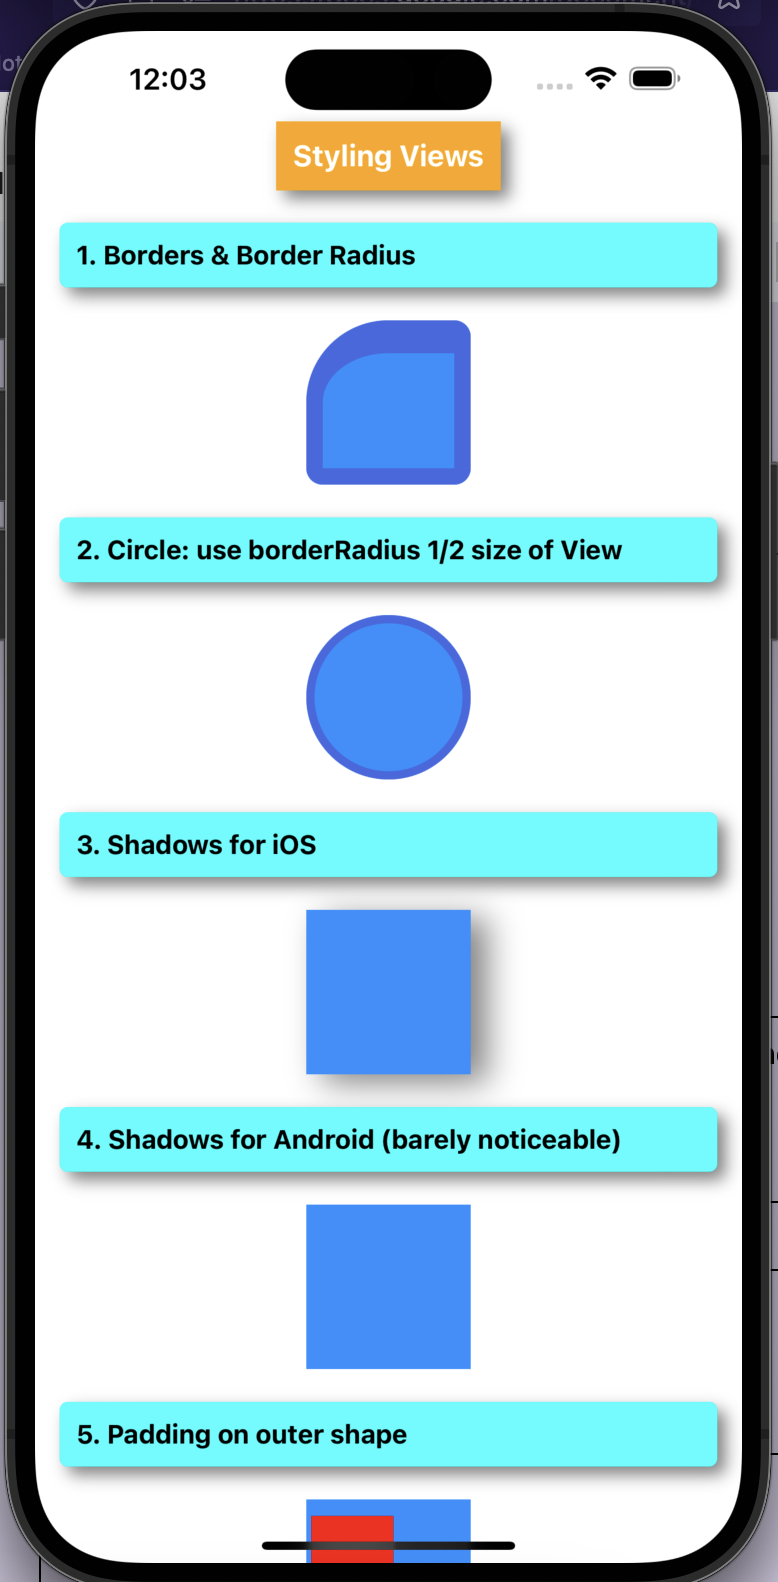 12:03
Styling Views
1. Borders & Border Radius
2. Circle: use borderRadius 1/2 size of View
3. Shadows for iOS
4. Shadows for Android (barely noticeable)
5. Padding on outer shape